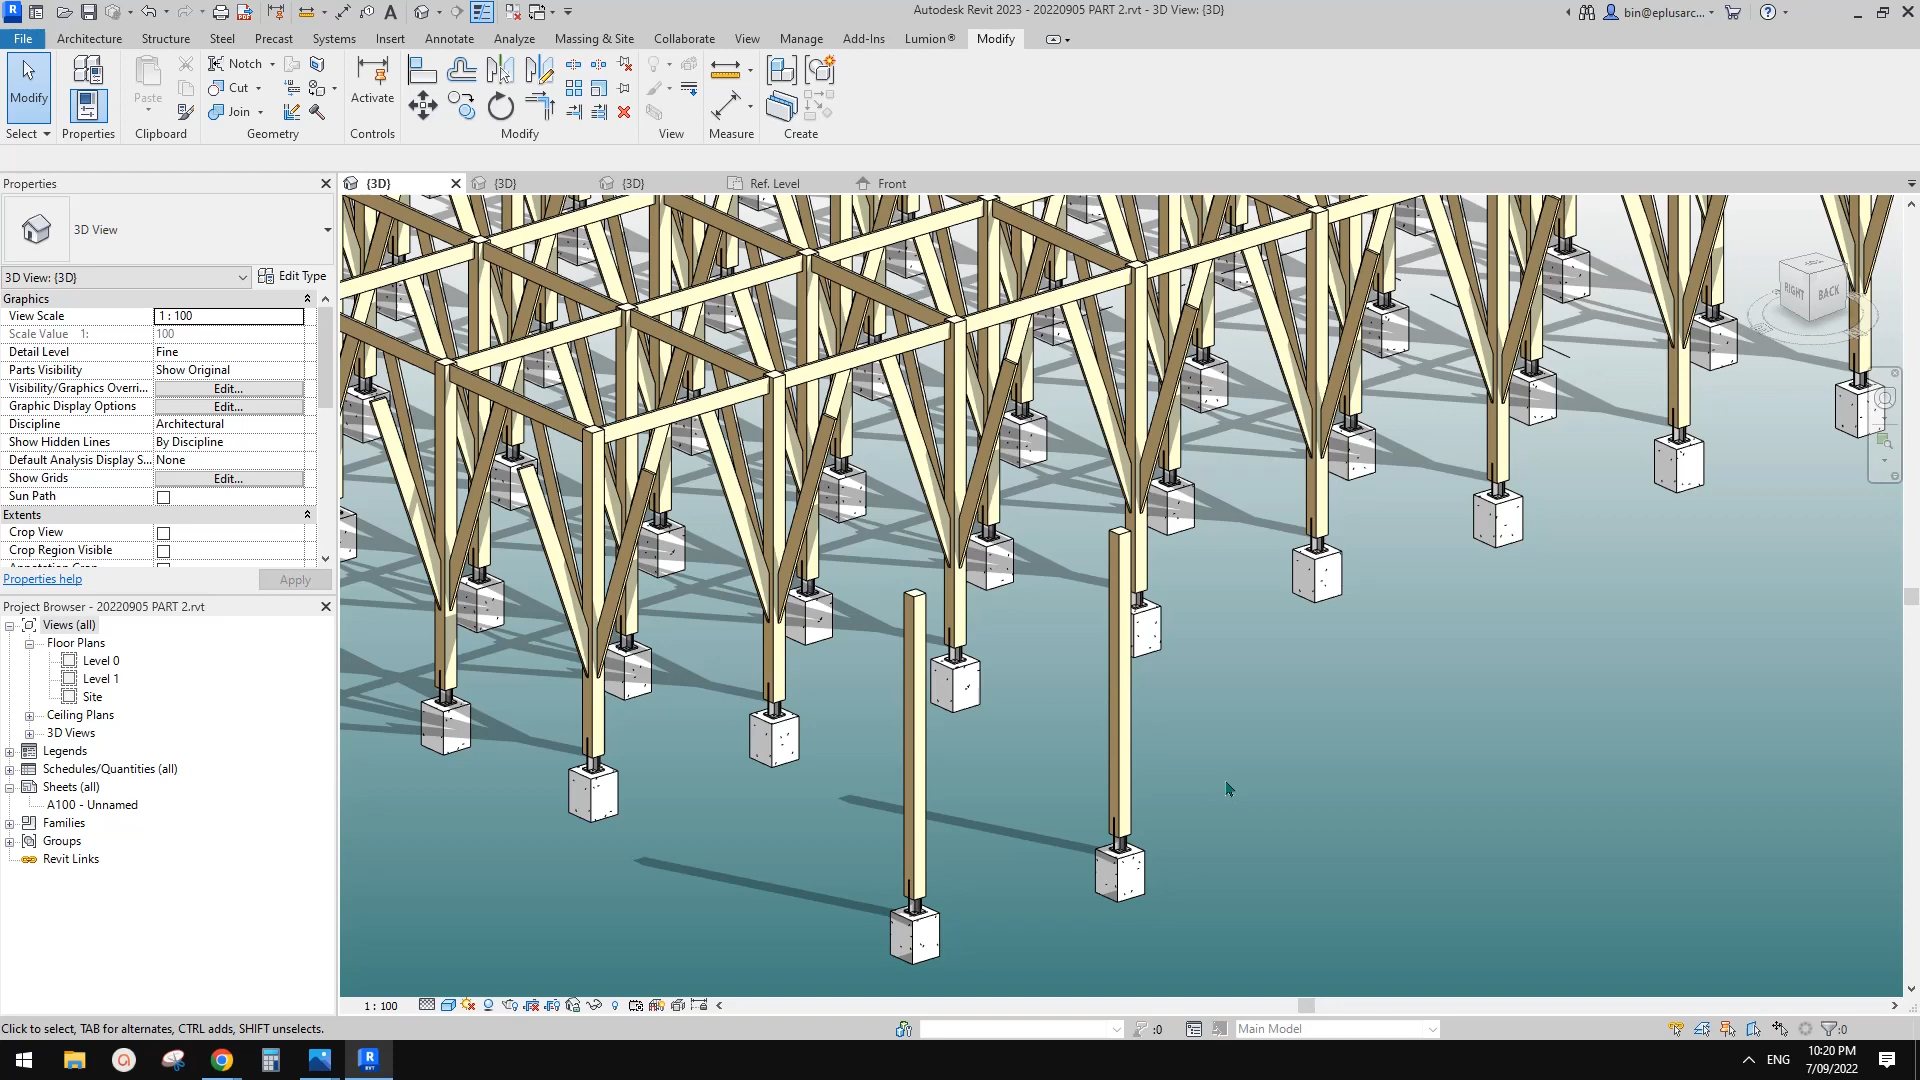 Autodesk Revit 2023 - 20220905 PART 2.rvt - 3D View: {3D}
bin@eplusarc...
File Architecture Structure Steel Precast Systems Insert Annotate Analyze Massing & Site Collaborate View Manage Add-Ins Lumion® Modify
Modify
Paste
Notch
Cut
Join
Activate
Select Properties Clipboard Geometry Controls Modify View Measure Create
Properties
{3D} {3D} {3D} Ref. Level Front
3D View
3D View: {3D} Edit Type
Graphics
View Scale 1 : 100
Scale Value 1: 100
Detail Level Fine
Parts Visibility Show Original
Visibility/Graphics Overri... Edit...
Graphic Display Options Edit...
Discipline Architectural
Show Hidden Lines By Discipline
Default Analysis Display S... None
Show Grids Edit...
Sun Path
Extents
Crop View
Crop Region Visible
Properties help Apply
Project Browser - 20220905 PART 2.rvt
Views (all)
Floor Plans
Level 0
Level 1
Site
Ceiling Plans
3D Views
Legends
Schedules/Quantities (all)
Sheets (all)
A100 - Unnamed
Families
Groups
Revit Links
RIGHT BACK
1 : 100
Click to select, TAB for alternates, CTRL adds, SHIFT unselects.
:0
Main Model
:0
ENG
10:20 PM
7/09/2022